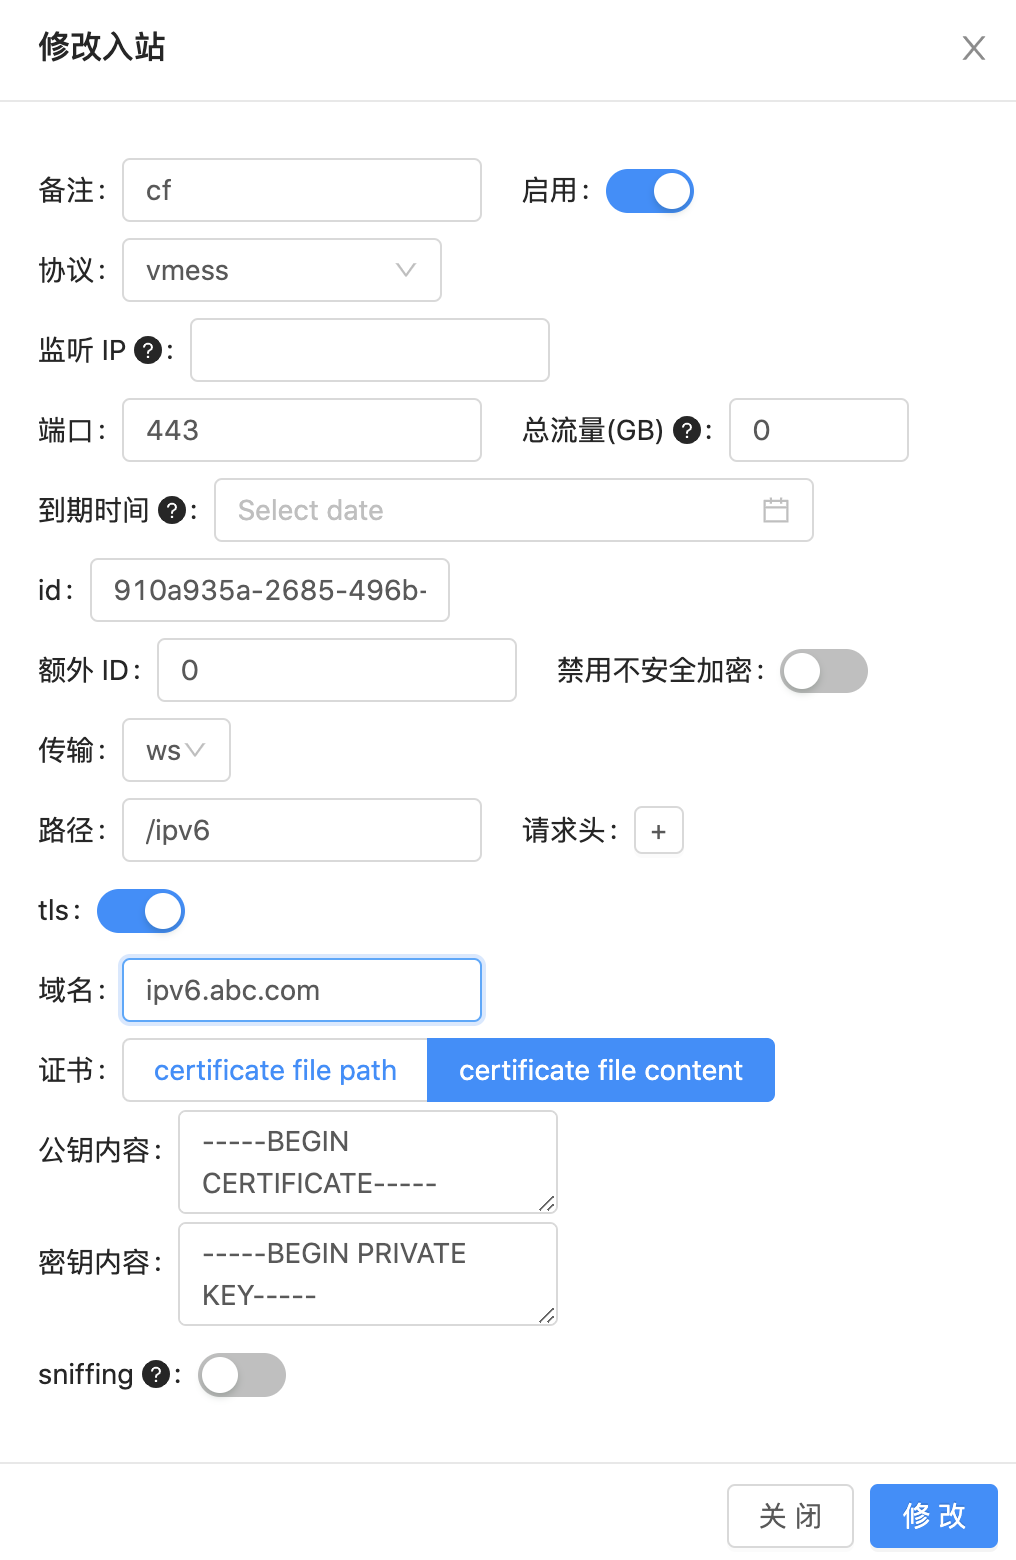 修改入站
备注: cf 启用:
协议: vmess
监听 IP ? :
端口: 443 总流量(GB) ? : 0
到期时间 ? : Select date
id: 910a935a-2685-496b-
额外 ID: 0 禁用不安全加密:
传输: ws
路径: /ipv6 请求头: +
tls:
域名: ipv6.abc.com
证书: certificate file path certificate file content
公钥内容: -----BEGIN
CERTIFICATE-----
密钥内容: -----BEGIN PRIVATE
KEY-----
sniffing ? :
关 闭 修 改